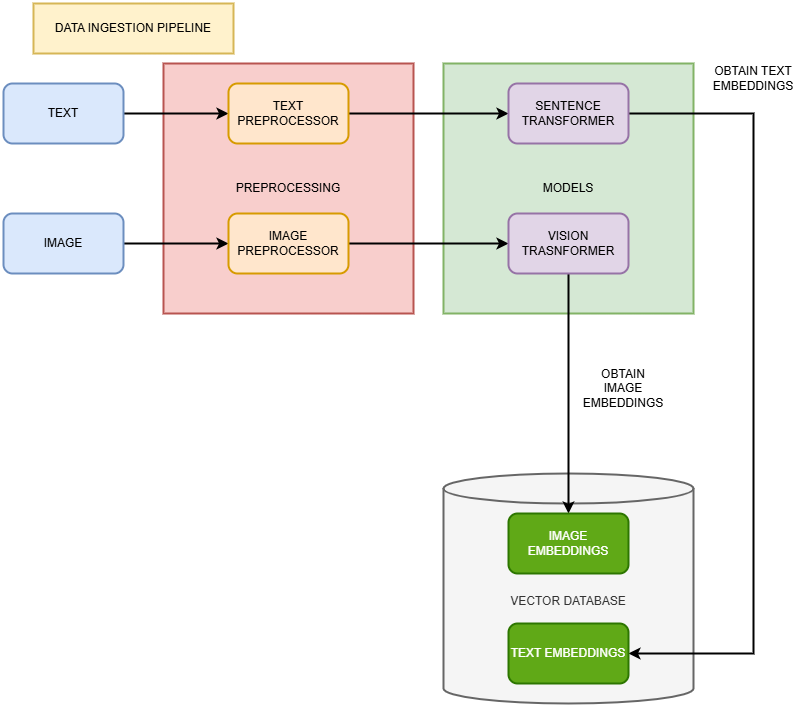 DATA INGESTION PIPELINE
OBTAIN TEXT
EMBEDDINGS
TEXT
TEXT
PREPROCESSOR
SENTENCE
TRANSFORMER
PREPROCESSING
MODELS
IMAGE
IMAGE
PREPROCESSOR
VISION
TRASNFORMER
OBTAIN
IMAGE
EMBEDDINGS
IMAGE
EMBEDDINGS
VECTOR DATABASE
TEXT EMBEDDINGS